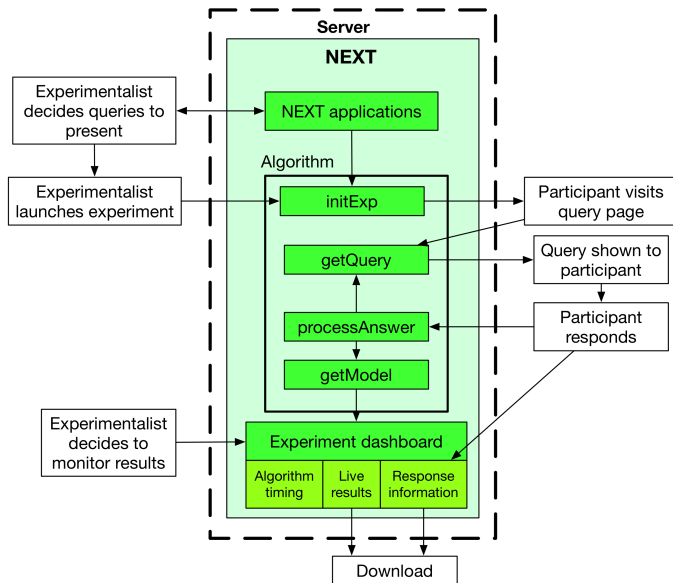 Server
NEXT
Experimentalist
decides queries to
present
NEXT applications
Algorithm
Experimentalist
launches experiment
initExp
Participant visits
query page
getQuery
Query shown to
participant
processAnswer
Participant
responds
getModel
Experimentalist
decides to
monitor results
Experiment dashboard
Algorithm
timing
Live
results
Response
information
Download